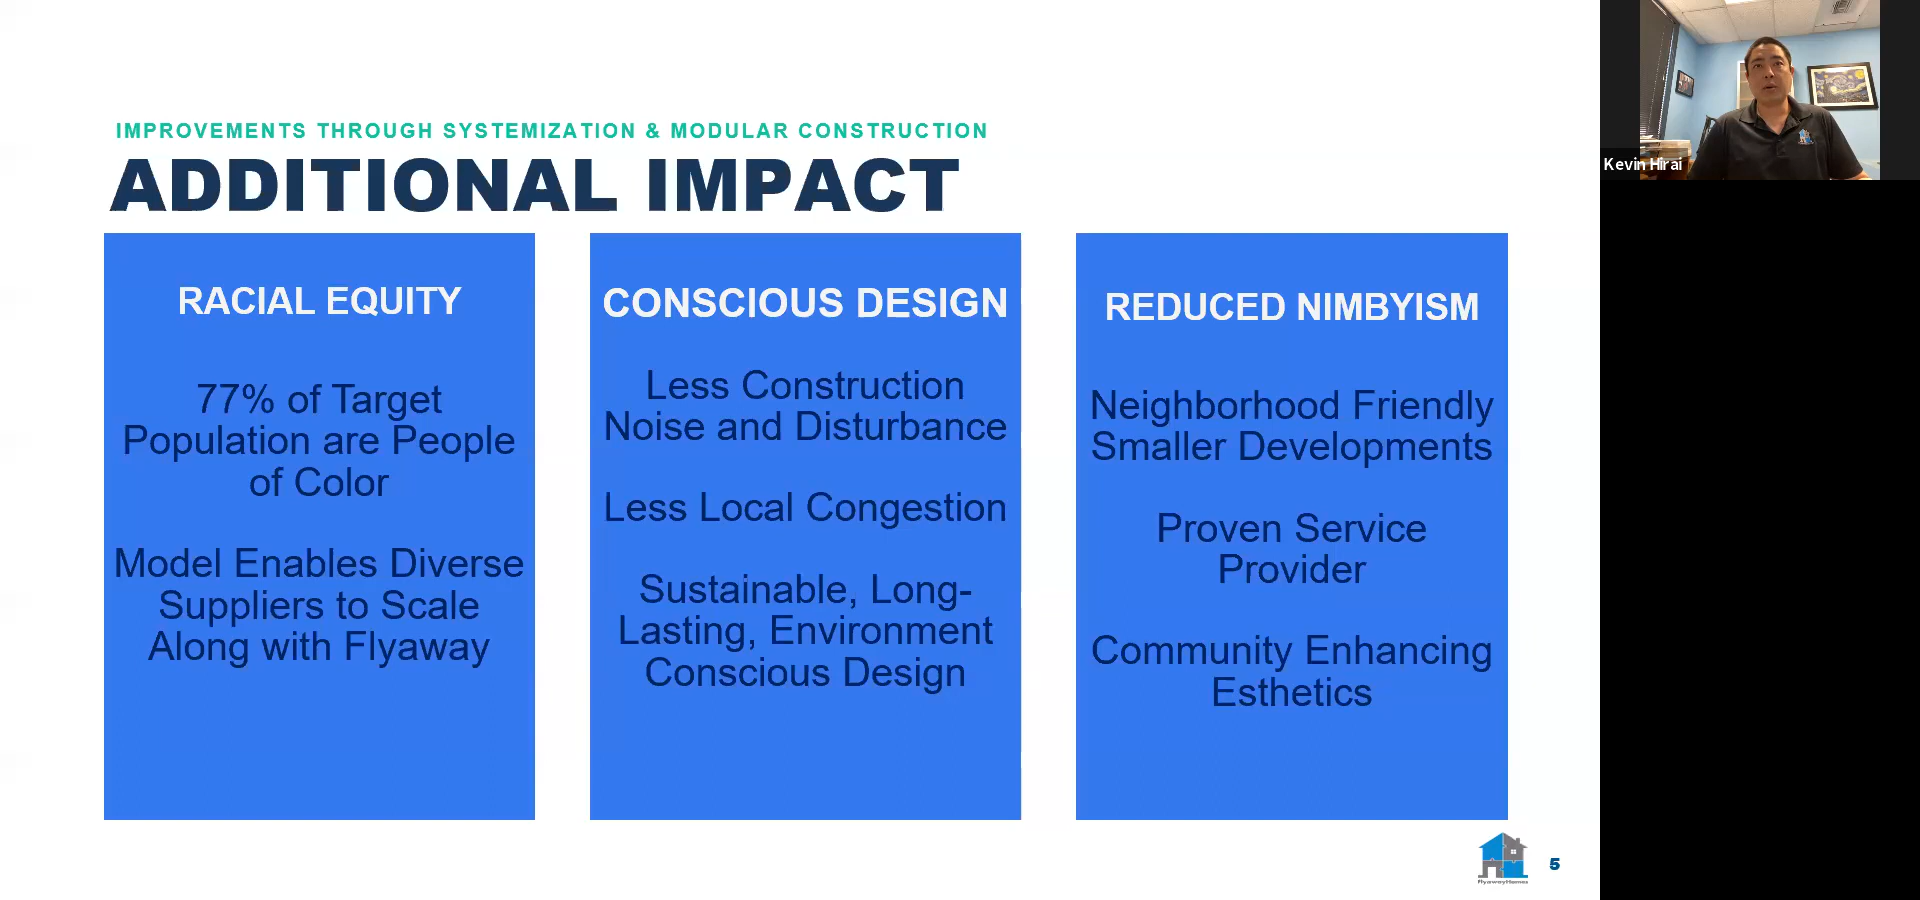 IMPROVEMENTS THROUGH SYSTEMIZATION & MODULAR CONSTRUCTION
ADDITIONAL IMPACT
RACIAL EQUITY
77% of Target
Population are People
of Color
Model Enables Diverse
Suppliers to Scale
Along with Flyaway
CONSCIOUS DESIGN
Less Construction
Noise and Disturbance
Less Local Congestion
Sustainable, Long-
Lasting, Environment
Conscious Design
REDUCED NIMBYISM
Neighborhood Friendly
Smaller Developments
Proven Service
Provider
Community Enhancing
Esthetics
FlyawayHomes
5
Kevin Hirai